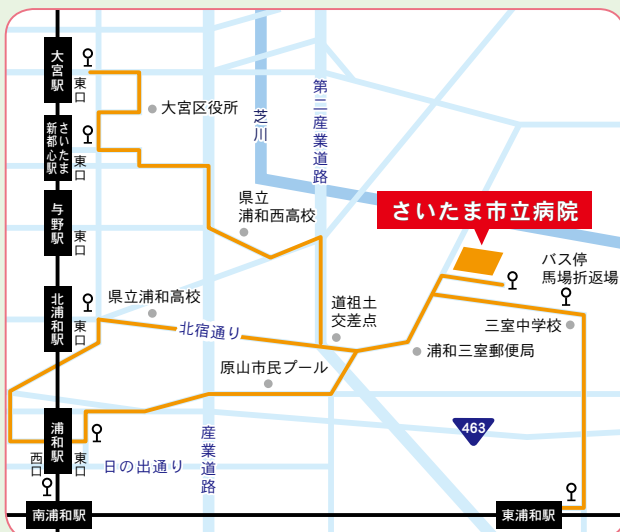 大宮駅
東口
大宮区役所
さいたま
新都心駅
東口
芝川
第二産業道路
与野駅
東口
県立
浦和西高校
さいたま市立病院
バス停
馬場折返場
北浦和駅
東口
県立浦和高校
北宿通り
道祖土
交差点
三室中学校
浦和三室郵便局
原山市民プール
浦和駅
西口
東口
日の出通り
産業道路
463
南浦和駅
東浦和駅